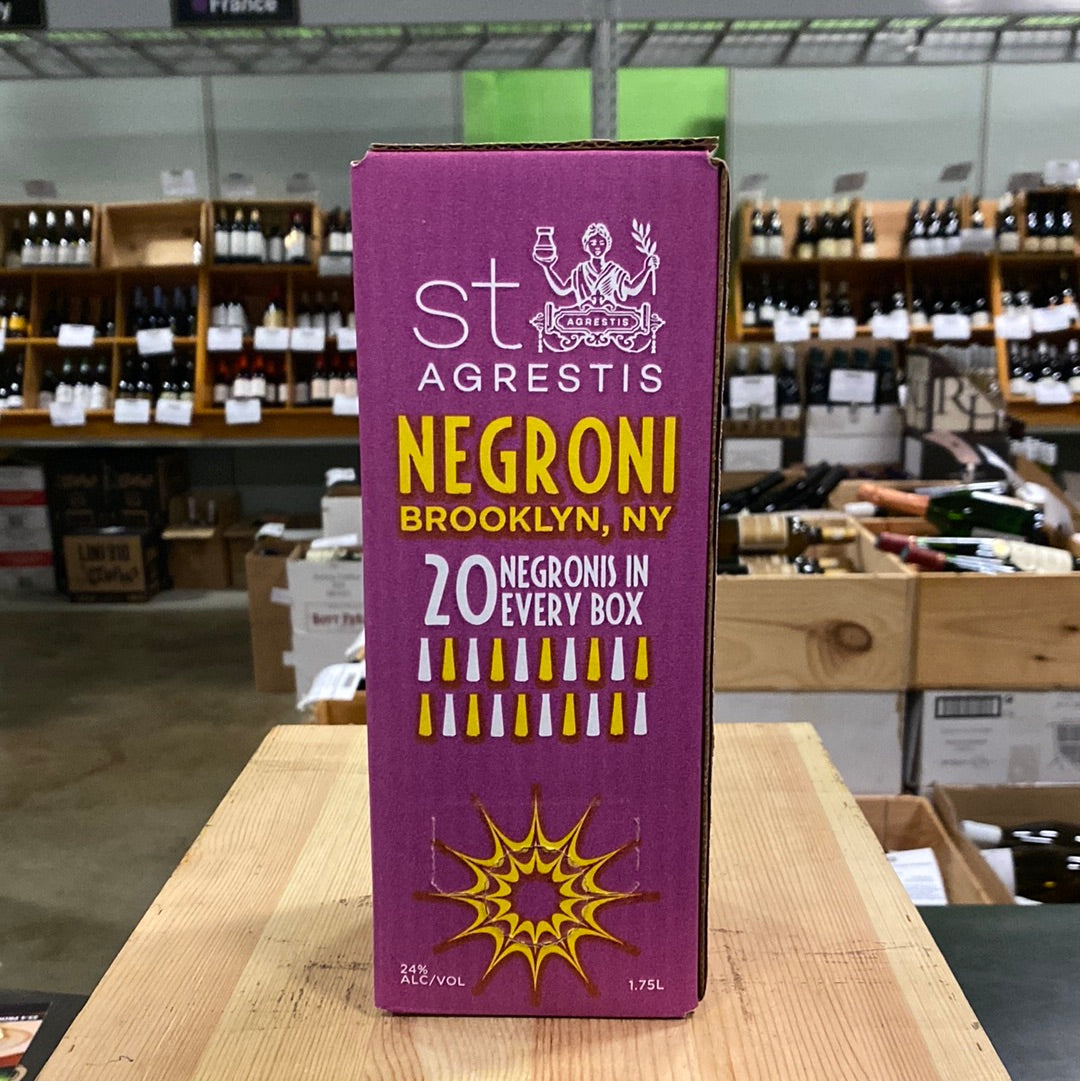 France
st
AGRESTIS
AGRESTIS
NEGRONI
BROOKLYN, NY
20 NEGRONIS IN
EVERY BOX
24%
ALC/VOL
1.75L